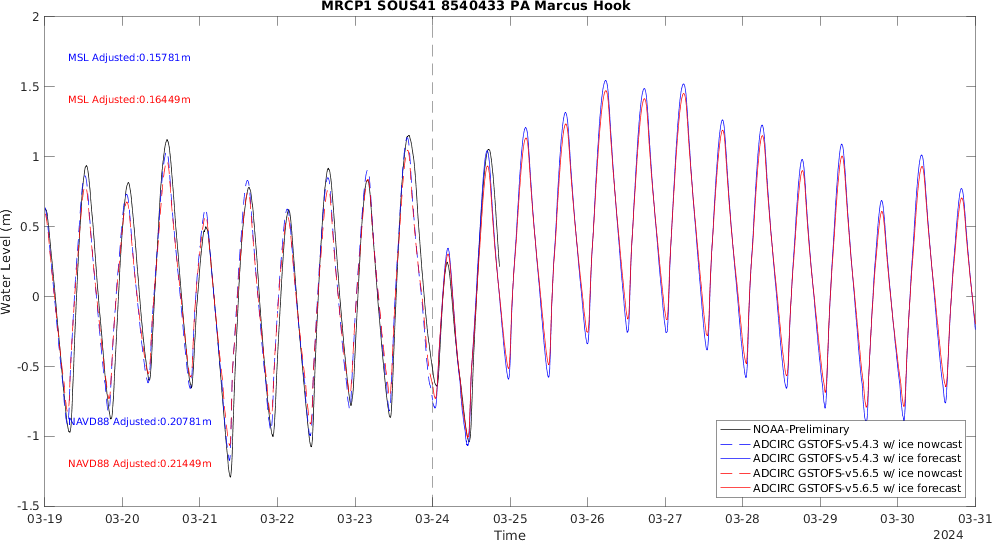 MRCP1 SOUS41 8540433 PA Marcus Hook
2
1.5
1
0.5
0
-0.5
-1
-1.5
Water Level (m)
MSL Adjusted:0.15781m
MSL Adjusted:0.16449m
NAVD88 Adjusted:0.20781m
NAVD88 Adjusted:0.21449m
NOAA-Preliminary
ADCIRC GSTOFS-v5.4.3 w/ ice nowcast
ADCIRC GSTOFS-v5.4.3 w/ ice forecast
ADCIRC GSTOFS-v5.6.5 w/ ice nowcast
ADCIRC GSTOFS-v5.6.5 w/ ice forecast
03-19 03-20 03-21 03-22 03-23 03-24 03-25 03-26 03-27 03-28 03-29 03-30 03-31
Time
2024